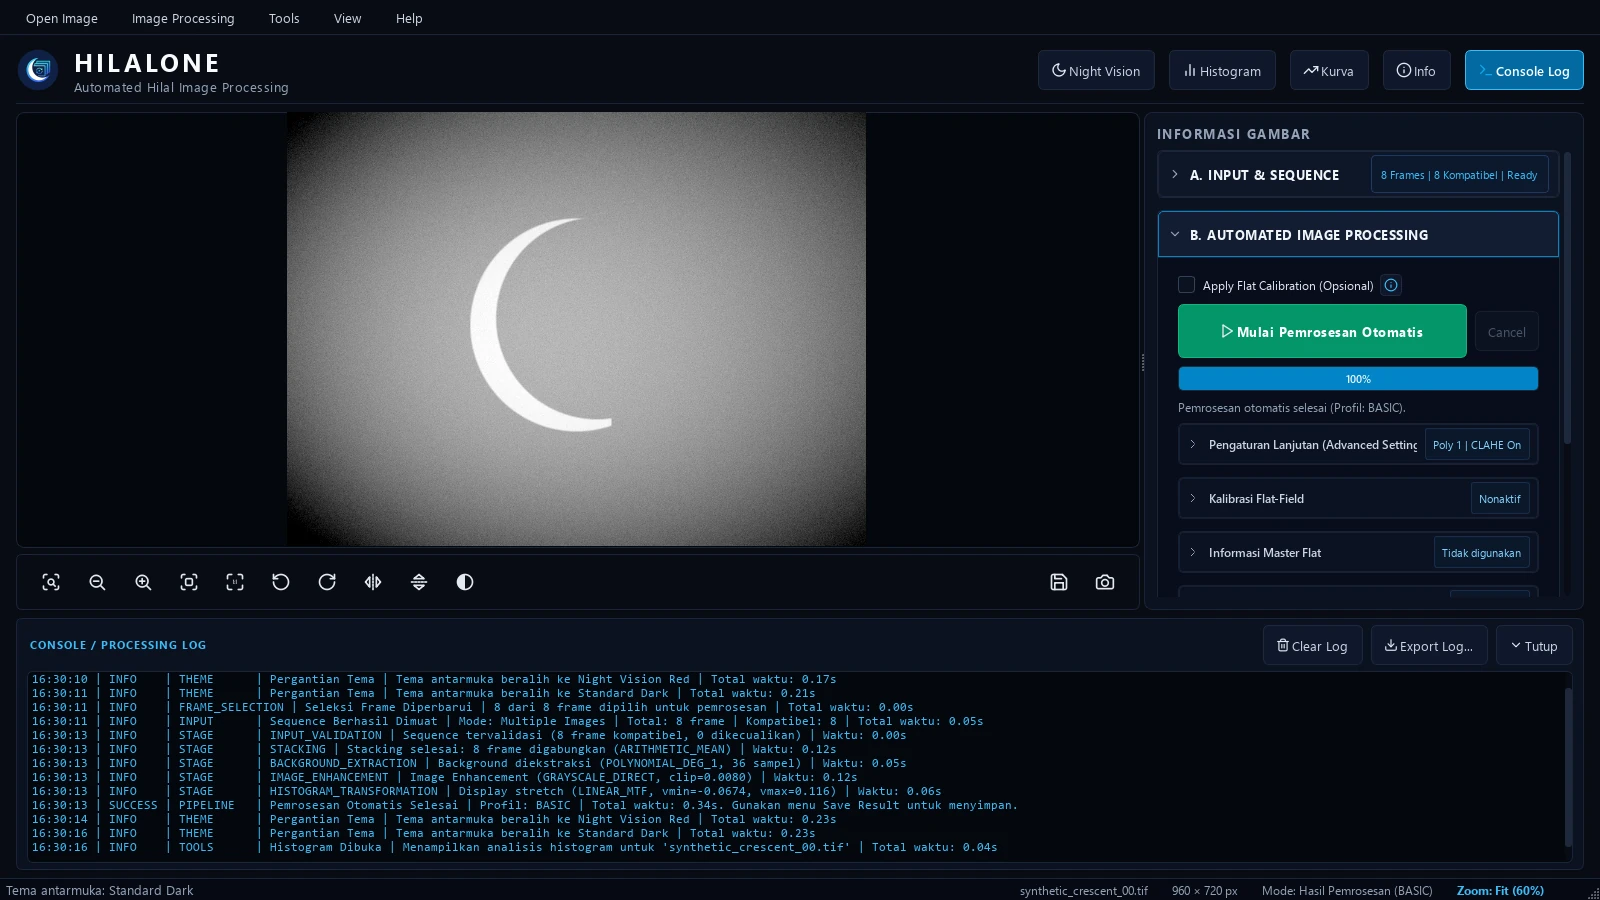 Open Image Image Processing Tools View Help
HILALONE
Automated Hilal Image Processing
Night Vision Histogram Kurva Info >_ Console Log
INFORMASI GAMBAR
A. INPUT & SEQUENCE 8 Frames | 8 Kompatibel | Ready
B. AUTOMATED IMAGE PROCESSING
Apply Flat Calibration (Opsional)
Mulai Pemrosesan Otomatis Cancel
100%
Pemrosesan otomatis selesai (Profil: BASIC).
Pengaturan Lanjutan (Advanced Setting Poly 1 | CLAHE On
Kalibrasi Flat-Field Nonaktif
Informasi Master Flat Tidak digunakan
CONSOLE / PROCESSING LOG
Clear Log Export Log... Tutup
16:30:10 | INFO | THEME | Pergantian Tema | Tema antarmuka beralih ke Night Vision Red | Total waktu: 0.17s
16:30:11 | INFO | THEME | Pergantian Tema | Tema antarmuka beralih ke Standard Dark | Total waktu: 0.21s
16:30:11 | INFO | FRAME_SELECTION | Seleksi Frame Diperbarui | 8 dari 8 frame dipilih untuk pemrosesan | Total waktu: 0.00s
16:30:11 | INFO | INPUT | Sequence Berhasil Dimuat | Mode: Multiple Images | Total: 8 frame | Kompatibel: 8 | Total waktu: 0.05s
16:30:13 | INFO | STAGE | INPUT_VALIDATION | Sequence tervalidasi (8 frame kompatibel, 0 dikecualikan) | Waktu: 0.00s
16:30:13 | INFO | STAGE | STACKING | Stacking selesai: 8 frame digabungkan (ARITHMETIC_MEAN) | Waktu: 0.12s
16:30:13 | INFO | STAGE | BACKGROUND_EXTRACTION | Background diekstraksi (POLYNOMIAL_DEG_1, 36 sampel) | Waktu: 0.05s
16:30:13 | INFO | STAGE | IMAGE_ENHANCEMENT | Image Enhancement (GRAYSCALE_DIRECT, clip=0.0080) | Waktu: 0.12s
16:30:13 | INFO | STAGE | HISTOGRAM_TRANSFORMATION | Display stretch (LINEAR_MTF, vmin=-0.0674, vmax=0.116) | Waktu: 0.06s
16:30:13 | SUCCESS | PIPELINE | Pemrosesan Otomatis Selesai | Profil: BASIC | Total waktu: 0.34s. Gunakan menu Save Result untuk menyimpan.
16:30:14 | INFO | THEME | Pergantian Tema | Tema antarmuka beralih ke Night Vision Red | Total waktu: 0.23s
16:30:16 | INFO | THEME | Pergantian Tema | Tema antarmuka beralih ke Standard Dark | Total waktu: 0.23s
16:30:16 | INFO | TOOLS | Histogram Dibuka | Menampilkan analisis histogram untuk 'synthetic_crescent_00.tif' | Total waktu: 0.04s
Tema antarmuka: Standard Dark synthetic_crescent_00.tif 960 × 720 px Mode: Hasil Pemrosesan (BASIC) Zoom: Fit (60%)